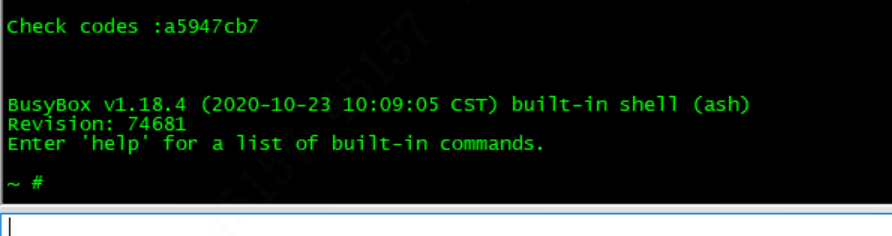 Check codes :a5947cb7
BusyBox v1.18.4 (2020-10-23 10:09:05 CST) built-in shell (ash)
Revision: 74681
Enter 'help' for a list of built-in commands.
~ #